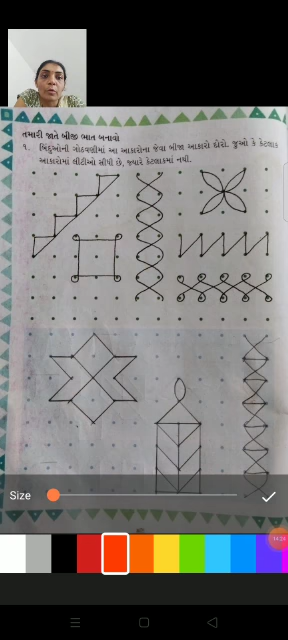 તમારી જાતે બીજી ભાત બનાવો
૧. બિંદુઓની ગોઠવણીમાં આ આકારોના જેવા બીજા આકારો દોરો. જુઓ કે કેટલાક
આકારોમાં લીટીઓ સીધી છે, જ્યારે કેટલાકમાં નથી.
Size